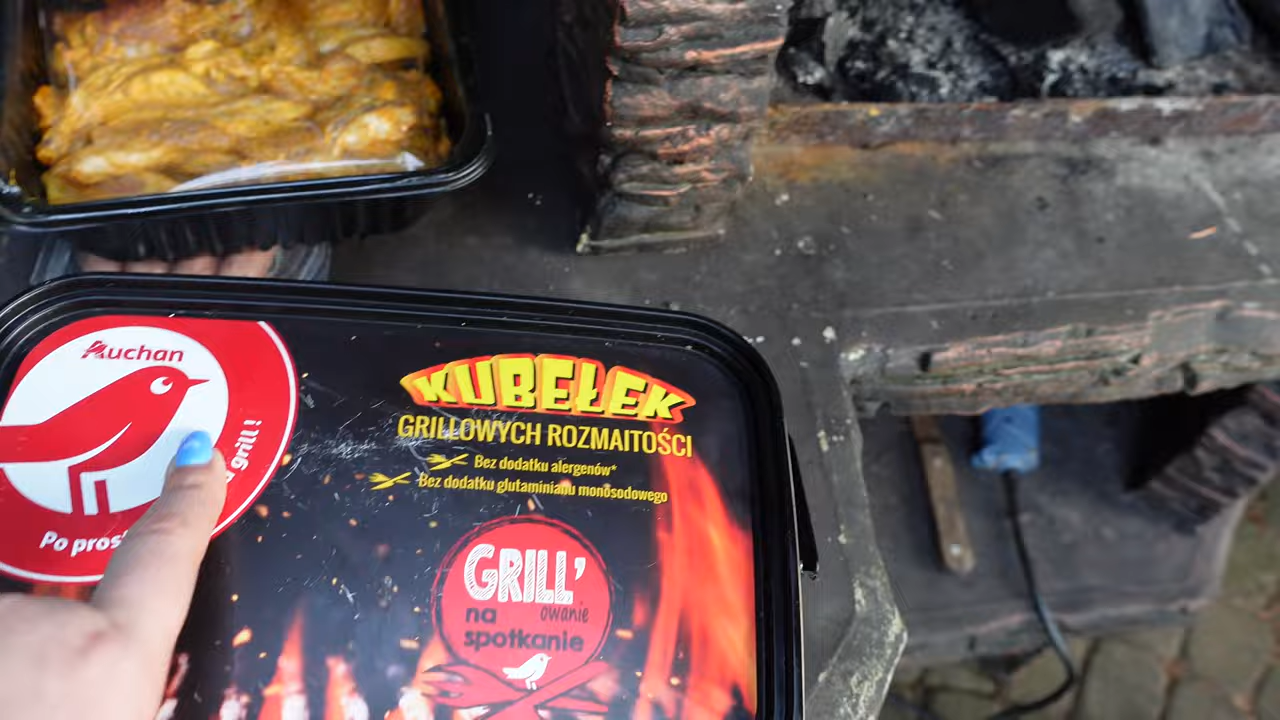 Auchan
grill!
Po pros
KUBEŁEK
GRILLOWYCH ROZMAITOŚCI
Bez dodatku alergenów*
Bez dodatku glutaminianu monosodowego
GRILL'
owanie
na
spotkanie